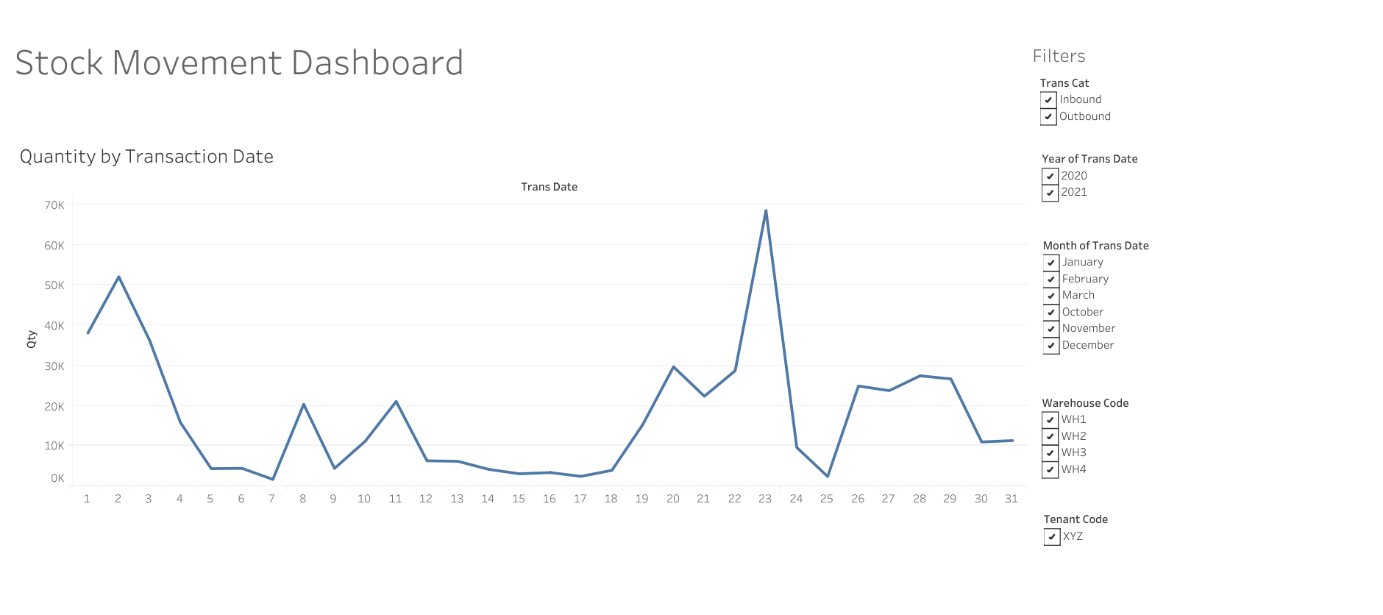 Stock Movement Dashboard
Quantity by Transaction Date
Trans Date
70K
60K
50K
40K
30K
20K
10K
0K
Qty
1 2 3 4 5 6 7 8 9 10 11 12 13 14 15 16 17 18 19 20 21 22 23 24 25 26 27 28 29 30 31
Filters
Trans Cat
Inbound
Outbound
Year of Trans Date
2020
2021
Month of Trans Date
January
February
March
October
November
December
Warehouse Code
WH1
WH2
WH3
WH4
Tenant Code
XYZ